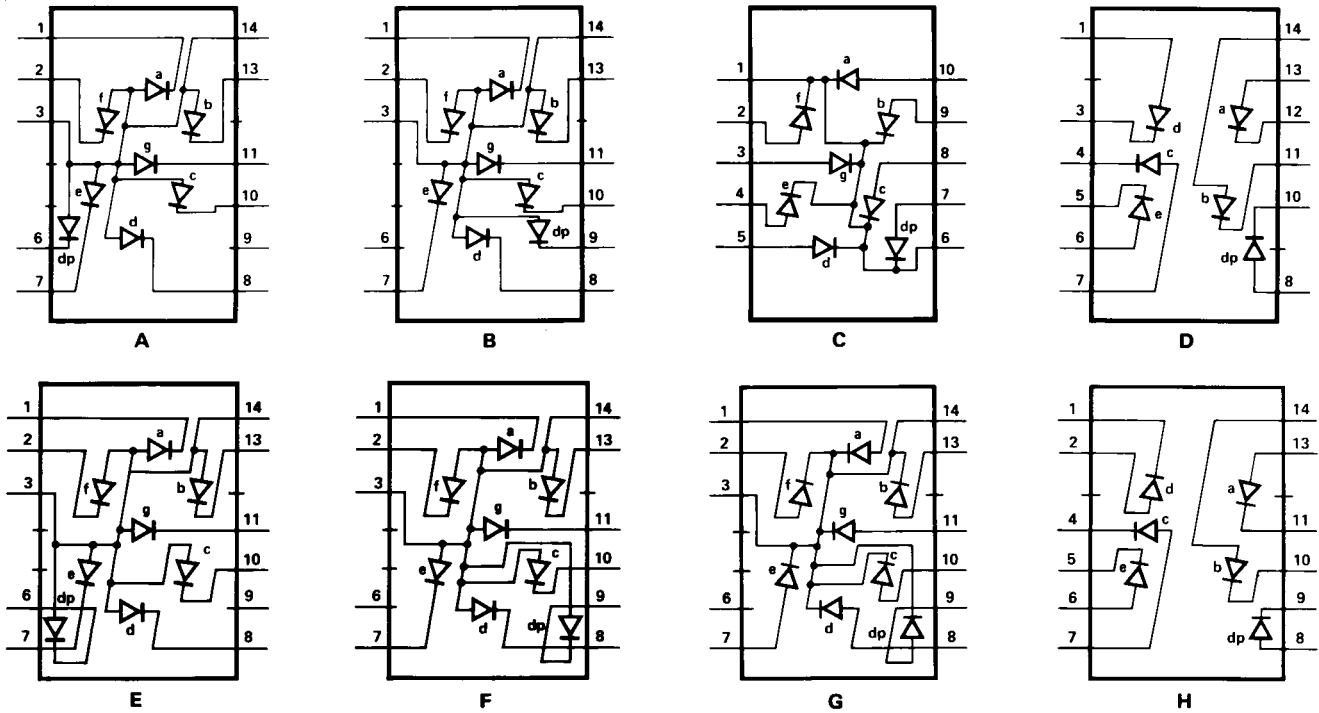 1 14
a
2 13
f b
3
g 11
c
e 10
d
6 9
dp
7 8
A
1 14
a
2 13
f b
3
g 11
c
e 10
dp
d 9
7 8
B
a
1 10
f b
2 9
3 8
g
e c
4 7
dp
5 6
d
C
1 14
13
a
3 12
d
4 c 11
5 10
b
e
6
dp
7 8
D
1 14
a
2 13
f b
3
g 11
c
e 10
6 dp 9
d
7 8
E
1 14
a
2 13
f b
3
g 11
c
e 10
9
d dp
7 8
F
1 14
a
2 13
f b
3
g 11
c
e 10
6 9
d dp
7 8
G
1 14
2 13
d a
4 c 11
5 10
e b
6 9
dp
7 8
H